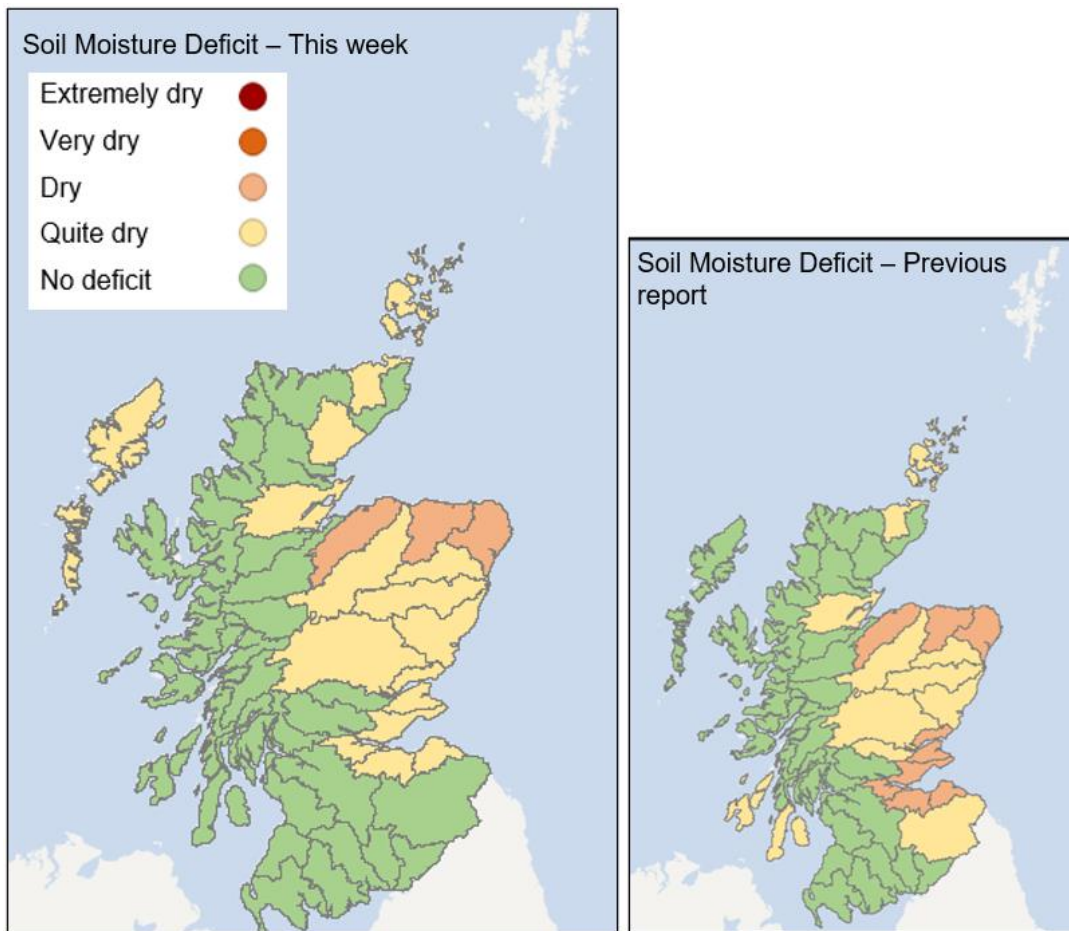 Soil Moisture Deficit – This week
Extremely dry
Very dry
Dry
Quite dry
No deficit
Soil Moisture Deficit – Previous
report